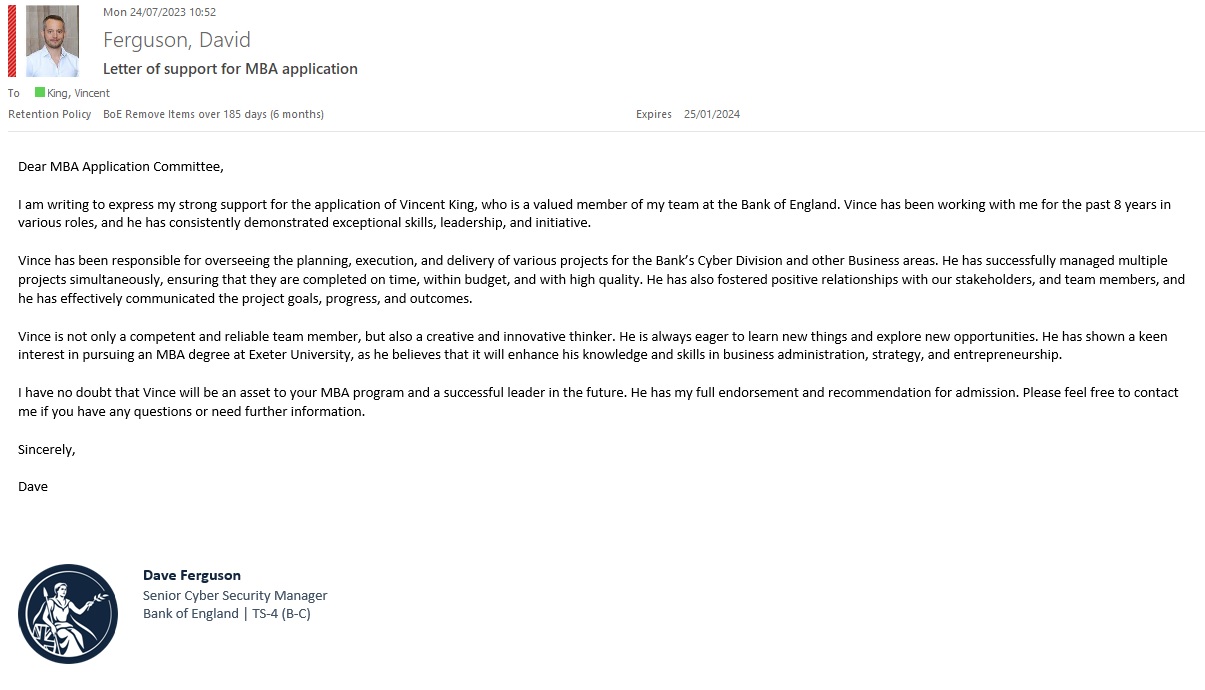 Mon 24/07/2023 10:52
Ferguson, David
Letter of support for MBA application
To King, Vincent
Retention Policy BoE Remove Items over 185 days (6 months) Expires 25/01/2024
Dear MBA Application Committee,
I am writing to express my strong support for the application of Vincent King, who is a valued member of my team at the Bank of England. Vince has been working with me for the past 8 years in
various roles, and he has consistently demonstrated exceptional skills, leadership, and initiative.
Vince has been responsible for overseeing the planning, execution, and delivery of various projects for the Bank’s Cyber Division and other Business areas. He has successfully managed multiple
projects simultaneously, ensuring that they are completed on time, within budget, and with high quality. He has also fostered positive relationships with our stakeholders, and team members, and
he has effectively communicated the project goals, progress, and outcomes.
Vince is not only a competent and reliable team member, but also a creative and innovative thinker. He is always eager to learn new things and explore new opportunities. He has shown a keen
interest in pursuing an MBA degree at Exeter University, as he believes that it will enhance his knowledge and skills in business administration, strategy, and entrepreneurship.
I have no doubt that Vince will be an asset to your MBA program and a successful leader in the future. He has my full endorsement and recommendation for admission. Please feel free to contact
me if you have any questions or need further information.
Sincerely,
Dave
Dave Ferguson
Senior Cyber Security Manager
Bank of England | TS-4 (B-C)